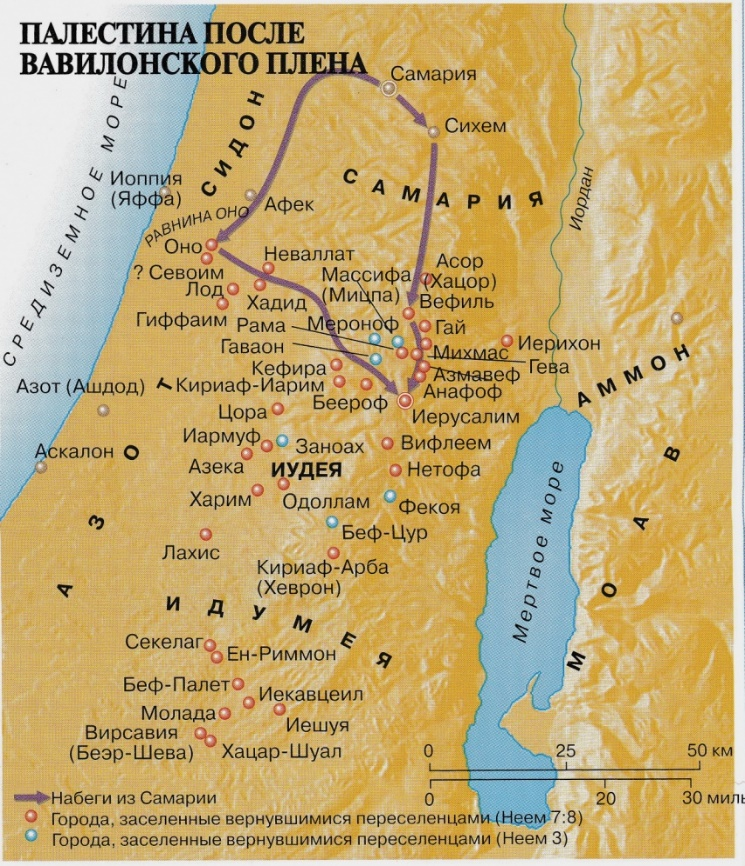 ПАЛЕСТИНА ПОСЛЕ
ВАВИЛОНСКОГО ПЛЕНА
Самария
Сихем
СРЕДИЗЕМНОЕ МОРЕ
СИДОН
САМАРИЯ
Иордан
Иоппия
(Яффа)
Афек
РАВНИНА ОНО
Оно
? Севоим
Неваллат
Лод
Хадид
Гиффаим
Массифа
(Мицпа)
Асор
(Хацор)
Вефиль
Рама
Мероноф
Гай
Гаваон
Михмас
Иерихон
Гева
Кефира
Азмавеф
Кириаф-Иарим
Анафоф
Беероф
Иерусалим
АММОН
Азот (Ашдод)
Цора
Аскалон
Иармуф
Заноах
Вифлеем
Азека
ИУДЕЯ
Нетофа
Харим
Одоллам
Фекоя
Беф-Цур
Лахис
Кириаф-Арба
(Хеврон)
АЗОТ
Мертвое море
МОАВ
ИДУМЕЯ
Секелаг
Ен-Риммон
Беф-Палет
Иекавцеил
Молада
Иешуя
Вирсавия
(Беэр-Шева)
Хацар-Шуал
0 25 50 км
0 20 30 миль
Набеги из Самарии
Города, заселенные вернувшимися переселенцами (Неем 7:8)
Города, заселенные вернувшимися переселенцами (Неем 3)